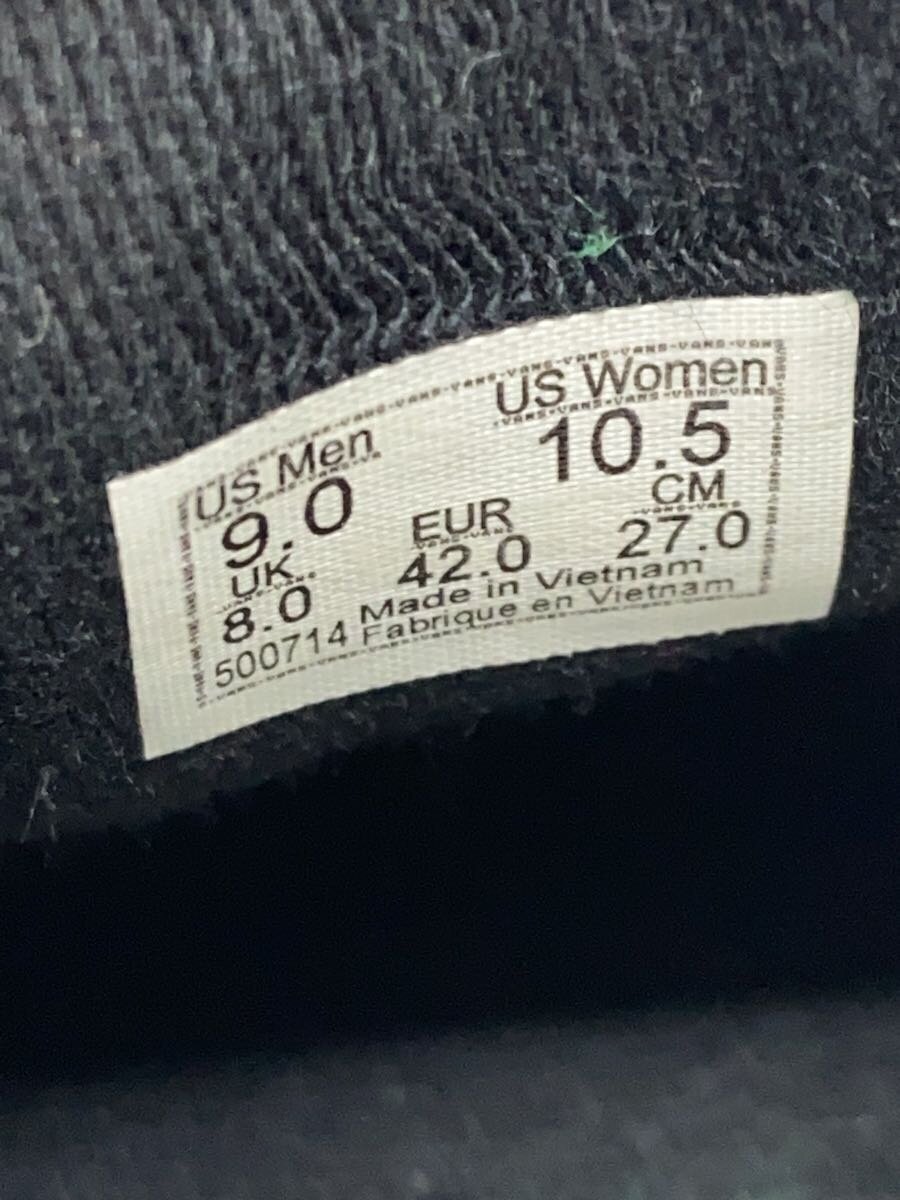 US Men US Women
9.0 10.5
UK EUR CM
8.0 42.0 27.0
Made in Vietnam
500714 Fabrique en Vietnam